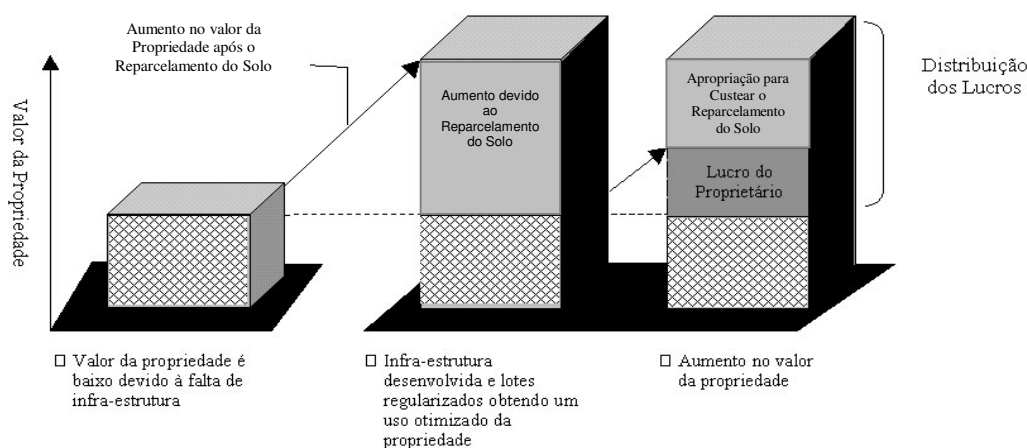 Aumento no valor da
Propriedade após o
Reparcelamento do Solo
Valor da Propriedade
Aumento devido
ao
Reparcelamento
do Solo
Apropriação para
Custear o
Reparcelamento
do Solo
Lucro do
Proprietário
Distribuição
dos Lucros
Valor da propriedade é
baixo devido à falta de
infra-estrutura
Infra-estrutura
desenvolvida e lotes
regularizados obtendo um
uso otimizado da
propriedade
Aumento no valor
da propriedade